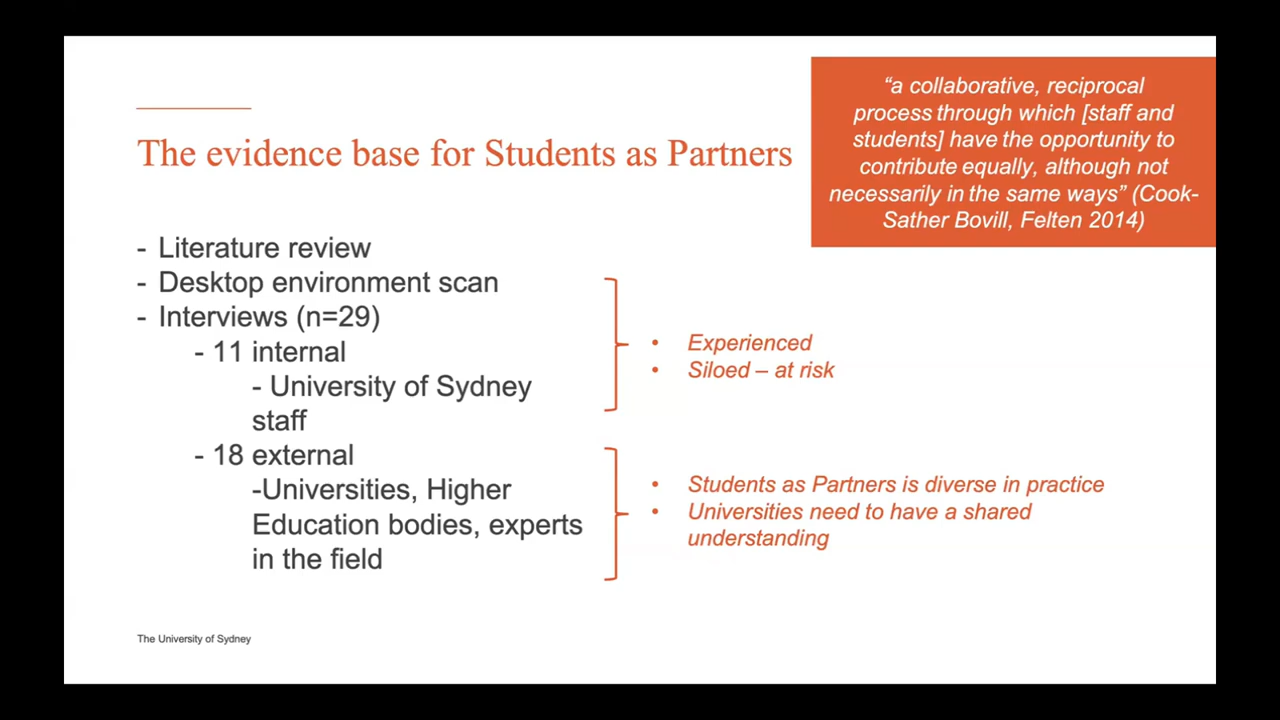 The evidence base for Students as Partners
“a collaborative, reciprocal
process through which [staff and
students] have the opportunity to
contribute equally, although not
necessarily in the same ways” (Cook-
Sather Bovill, Felten 2014)
- Literature review
- Desktop environment scan
- Interviews (n=29)
- 11 internal
- University of Sydney
staff
- 18 external
-Universities, Higher
Education bodies, experts
in the field
• Experienced
• Siloed – at risk
• Students as Partners is diverse in practice
• Universities need to have a shared
understanding
The University of Sydney